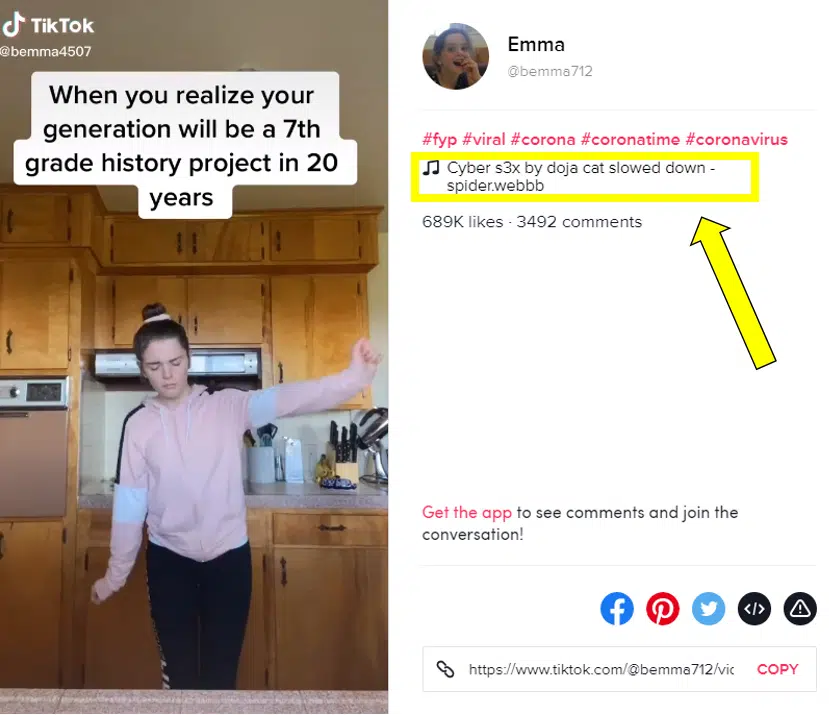 TikTok
@bemma4507
When you realize your
generation will be a 7th
grade history project in 20
years
Emma
@bemma712
#fyp #viral #corona #coronatime #coronavirus
Cyber s3x by doja cat slowed down -
spider.webbb
689K likes · 3492 comments
Get the app to see comments and join the
conversation!
https://www.tiktok.com/@bemma712/vid
COPY